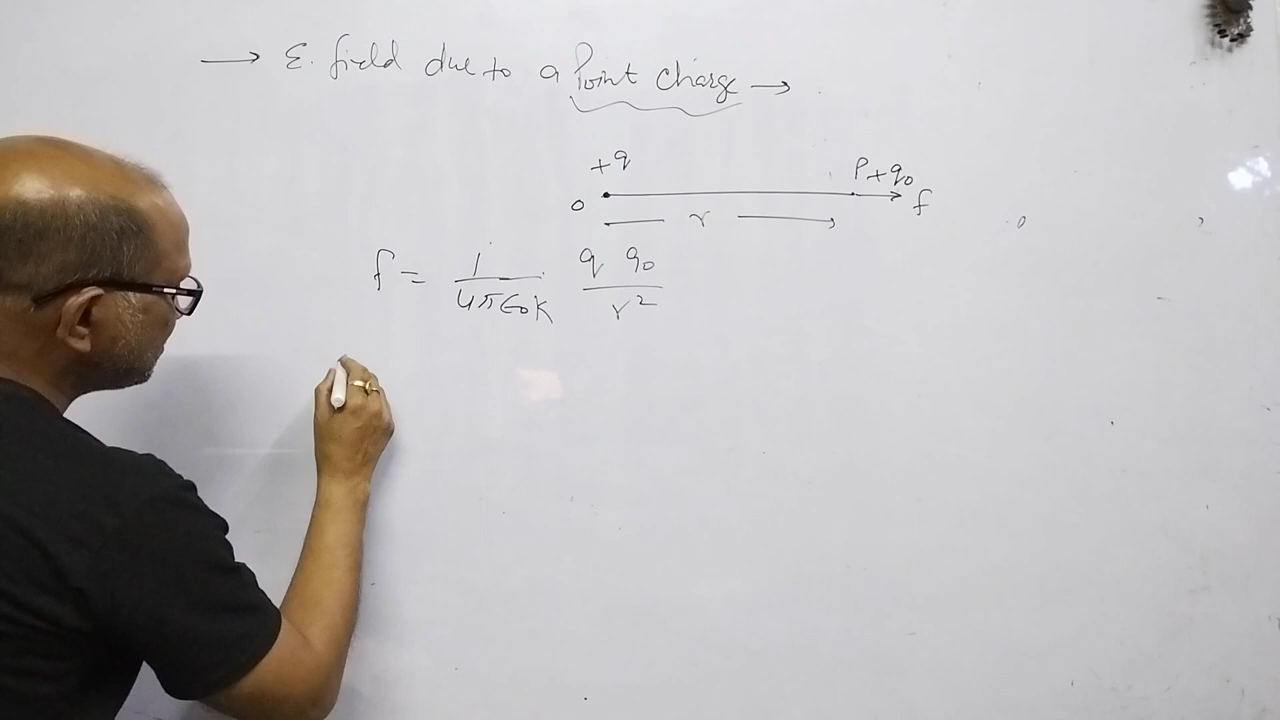 → E. field due to a Point charge →
+q P +q₀
o r f
f = 1/4πε₀K q q₀/r²